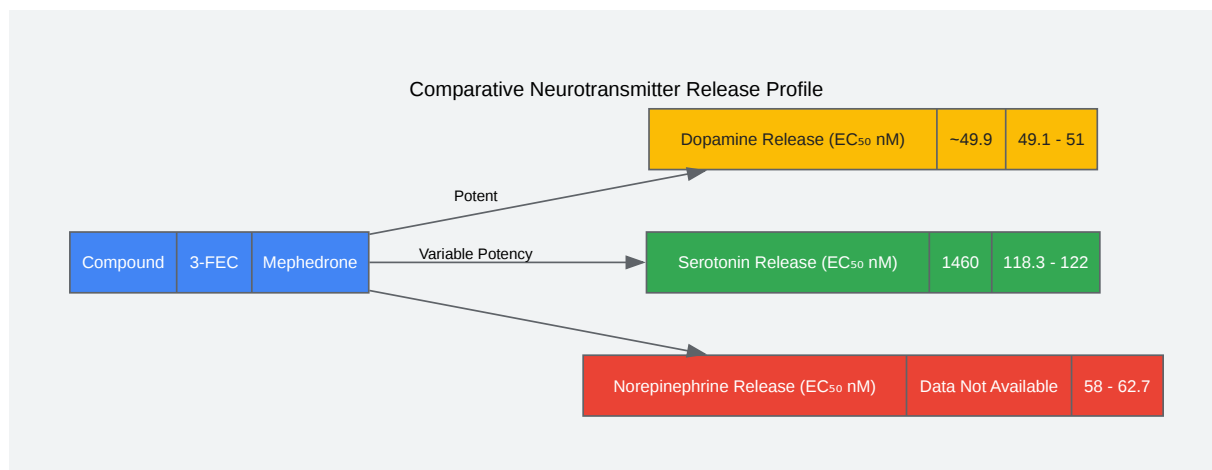 Comparative Neurotransmitter Release Profile
Dopamine Release (EC₅₀ nM) ~49.9 49.1 - 51
Potent
Compound 3-FEC Mephedrone
Variable Potency
Serotonin Release (EC₅₀ nM) 1460 118.3 - 122
Norepinephrine Release (EC₅₀ nM) Data Not Available 58 - 62.7